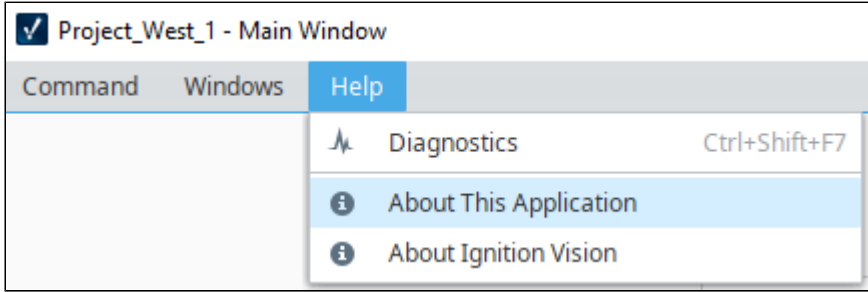 Project_West_1 - Main Window
Command Windows Help
Diagnostics Ctrl+Shift+F7
About This Application
About Ignition Vision